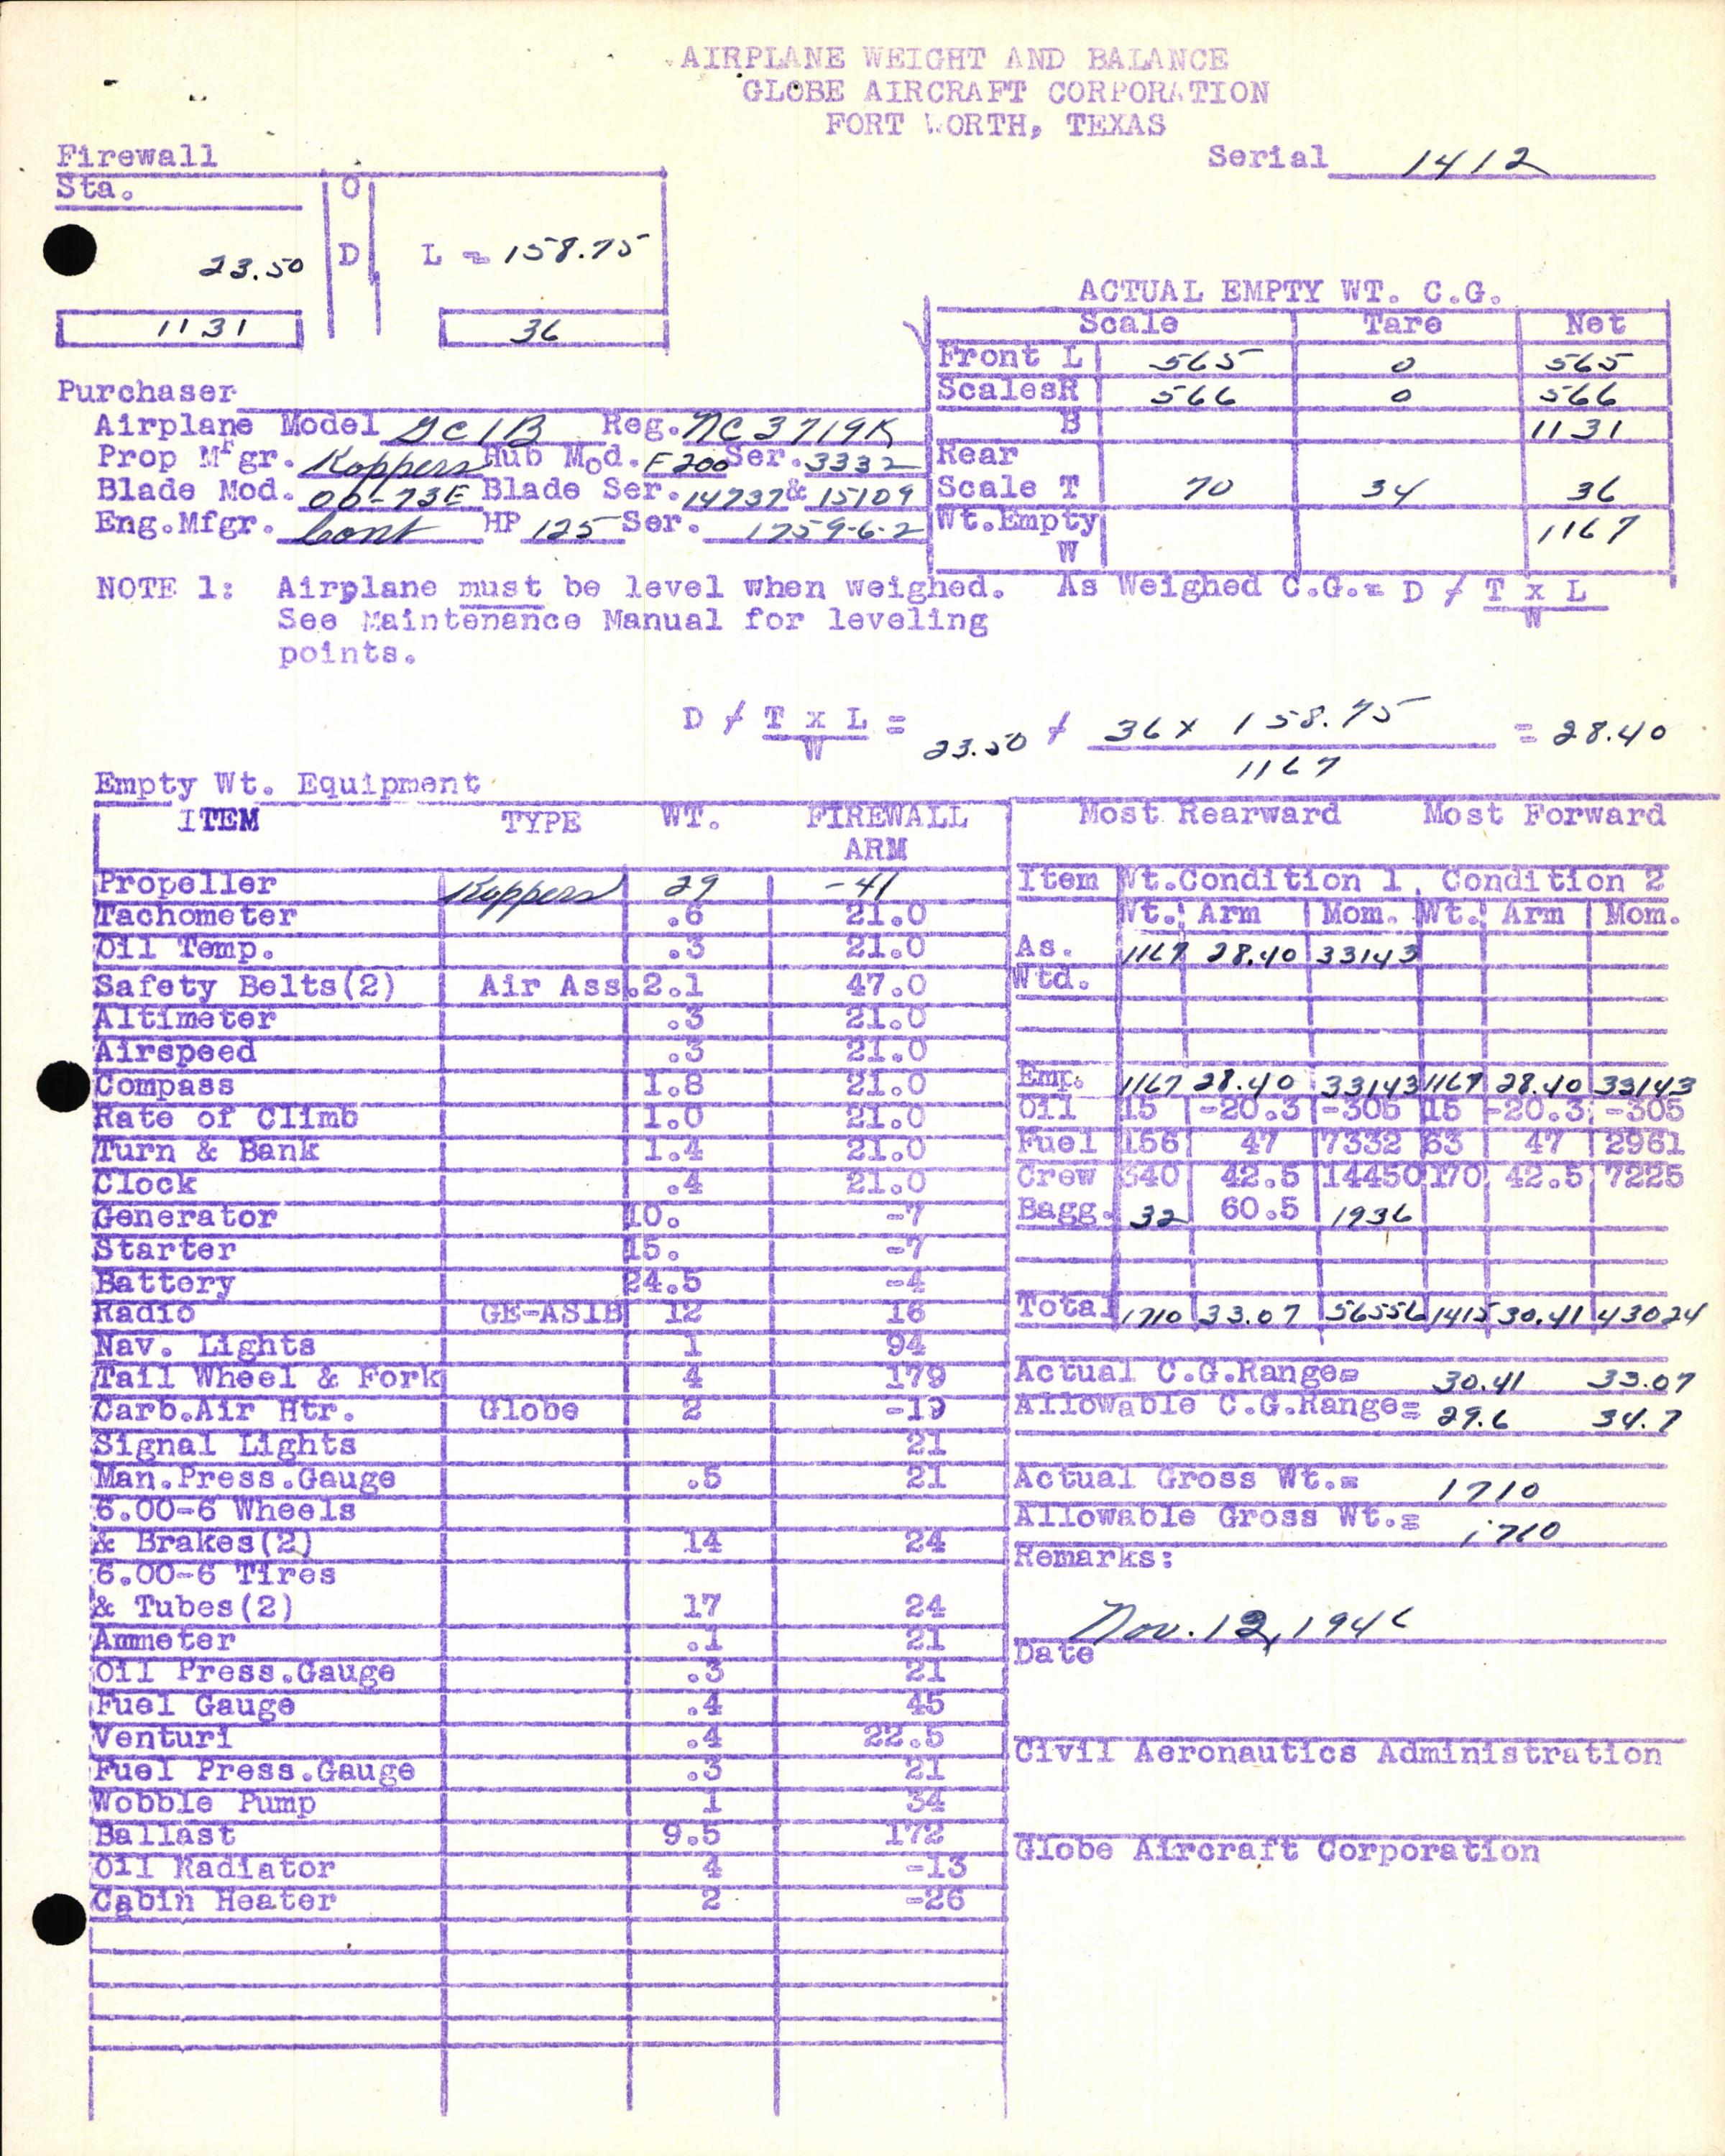 AIRPLANE WEIGHT AND BALANCE
GLOBE AIRCRAFT CORPORATION
FORT WORTH, TEXAS
Serial 1412
Firewall
Sta. O
23.50 D L = 158.75
1131 36
ACTUAL EMPTY WT. C.G.
Scale Tare Net
Front L 565 0 565
Scales R 566 0 566
B 1131
Rear
Scale T 70 34 36
Wt.Empty 1167
W
Purchaser
Airplane Model GC1B Reg. NC3719K
Prop Mfgr. Koppers Hub Mod. F200 Ser. 3332
Blade Mod. 00-73E Blade Ser. 14737 & 15109
Eng.Mfgr. Cont HP 125 Ser. 1759-6-2
NOTE 1: Airplane must be level when weighed.
See Maintenance Manual for leveling
points.
As Weighed C.G.= D / T x L
W
D / T x L = 23.50 / 36 x 158.75 = 28.40
W 1167
Empty Wt. Equipment
ITEM TYPE WT. FIREWALL
ARM
Propeller Koppers 29 -41
Tachometer .6 21.0
Oil Temp. .3 21.0
Safety Belts(2) Air Ass. 2.1 47.0
Altimeter .3 21.0
Airspeed .3 21.0
Compass 1.8 21.0
Rate of Climb 1.0 21.0
Turn & Bank 1.4 21.0
Clock .4 21.0
Generator 10. -7
Starter 15. -7
Battery 24.5 -4
Radio GE-AS1B 12 16
Nav. Lights 1 94
Tail Wheel & Fork 4 179
Carb.Air Htr. Globe 2 -19
Signal Lights 21
Man.Press.Gauge .5 21
6.00-6 Wheels
& Brakes(2) 14 24
6.00-6 Tires
& Tubes(2) 17 24
Ammeter .1 21
Oil Press.Gauge .3 21
Fuel Gauge .4 45
Venturi .4 22.5
Fuel Press.Gauge .3 21
Wobble Pump 1 34
Ballast 9.5 172
Oil Radiator 4 -13
Cabin Heater 2 -26
Most Rearward Most Forward
Item Wt.Condition 1 Condition 2
Wt. Arm Mom. Wt. Arm Mom.
As. 1167 28.40 33143
Wtd.
Emp. 1167 28.40 33143 1167 28.40 33143
Oil 15 -20.3 -305 15 -20.3 -305
Fuel 156 47 7332 63 47 2961
Crew 340 42.5 14450 170 42.5 7225
Bagg. 32 60.5 1936
Total 1710 33.07 56556 1415 30.41 43024
Actual C.G.Range= 30.41 33.07
Allowable C.G.Range= 29.6 34.7
Actual Gross Wt.= 1710
Allowable Gross Wt.= 1710
Remarks:
Nov. 12, 1946
Date
Civil Aeronautics Administration
Globe Aircraft Corporation